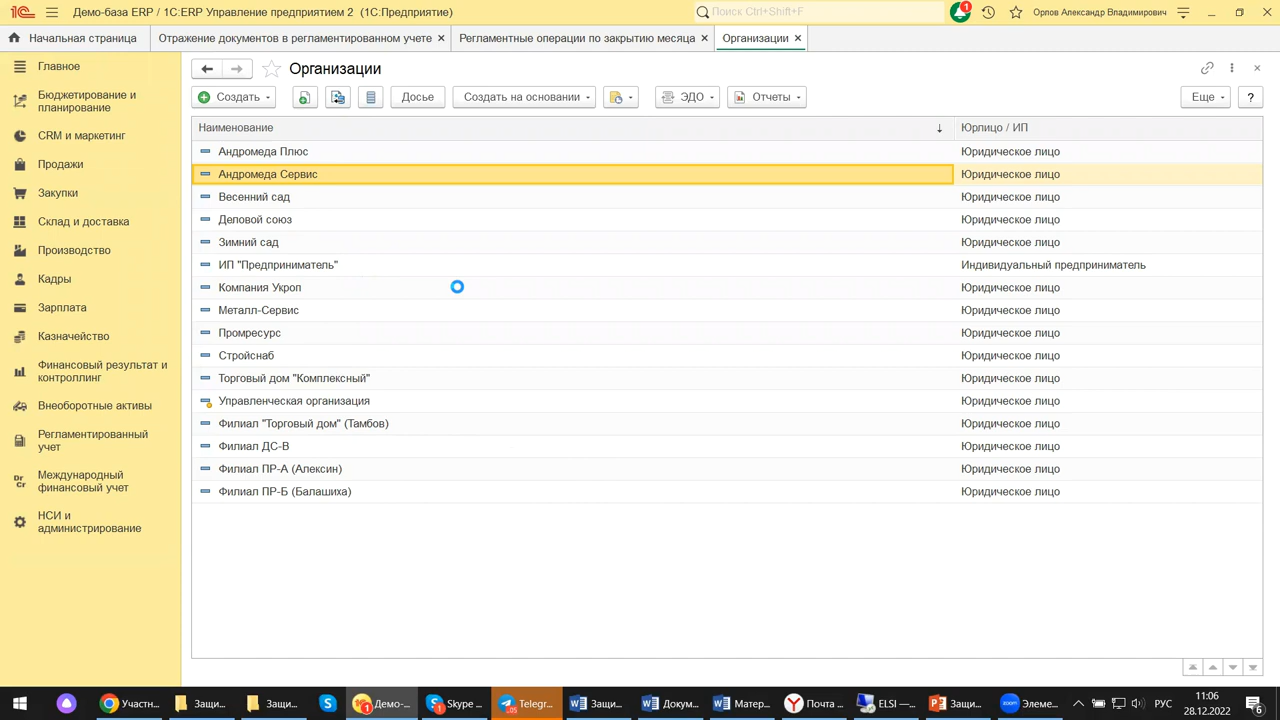 Демо-база ERP / 1С:ERP Управление предприятием 2 (1С:Предприятие)
Поиск Ctrl+Shift+F
1
Орлов Александр Владимирович
Начальная страница
Отражение документов в регламентированном учете ×
Регламентные операции по закрытию месяца ×
Организации ×
Главное
Бюджетирование и
планирование
CRM и маркетинг
Продажи
Закупки
Склад и доставка
Производство
Кадры
Зарплата
Казначейство
Финансовый результат и
контроллинг
Внеоборотные активы
Регламентированный
учет
Международный
финансовый учет
НСИ и
администрирование
Организации
Создать
Досье
Создать на основании
ЭДО
Отчеты
Еще
?
Наименование ↓ Юрлицо / ИП
Андромеда Плюс Юридическое лицо
Андромеда Сервис Юридическое лицо
Весенний сад Юридическое лицо
Деловой союз Юридическое лицо
Зимний сад Юридическое лицо
ИП "Предприниматель" Индивидуальный предприниматель
Компания Укроп Юридическое лицо
Металл-Сервис Юридическое лицо
Промресурс Юридическое лицо
Стройснаб Юридическое лицо
Торговый дом "Комплексный" Юридическое лицо
Управленческая организация Юридическое лицо
Филиал "Торговый дом" (Тамбов) Юридическое лицо
Филиал ДС-В Юридическое лицо
Филиал ПР-А (Алексин) Юридическое лицо
Филиал ПР-Б (Балашиха) Юридическое лицо
Участн...
Защи...
Защи...
Демо-...
Skype ...
Telegr...
Защи...
Докум...
Матер...
Почта ...
ELSI —...
Защи...
Элеме...
РУС
11:06
28.12.2022
6